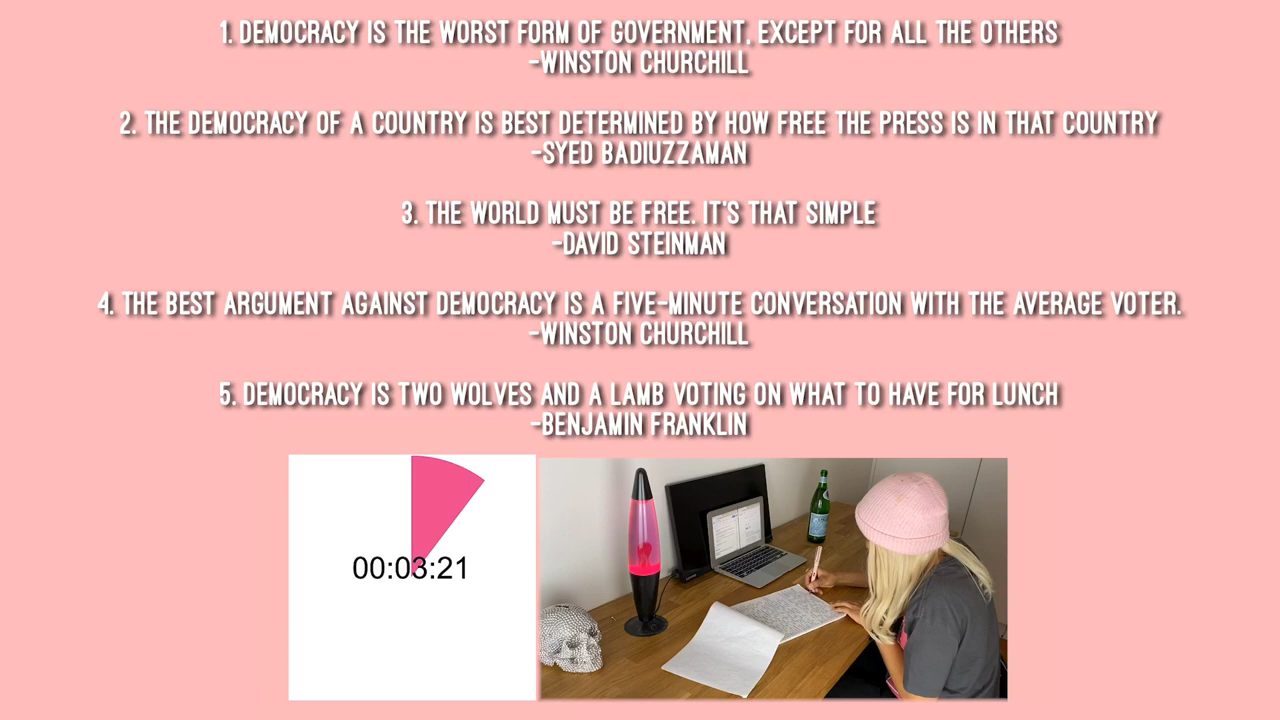 1. DEMOCRACY IS THE WORST FORM OF GOVERNMENT, EXCEPT FOR ALL THE OTHERS
-WINSTON CHURCHILL
2. THE DEMOCRACY OF A COUNTRY IS BEST DETERMINED BY HOW FREE THE PRESS IS IN THAT COUNTRY
-SYED BADIUZZAMAN
3. THE WORLD MUST BE FREE. IT'S THAT SIMPLE
-DAVID STEINMAN
4. THE BEST ARGUMENT AGAINST DEMOCRACY IS A FIVE-MINUTE CONVERSATION WITH THE AVERAGE VOTER.
-WINSTON CHURCHILL
5. DEMOCRACY IS TWO WOLVES AND A LAMB VOTING ON WHAT TO HAVE FOR LUNCH
-BENJAMIN FRANKLIN
00:03:21